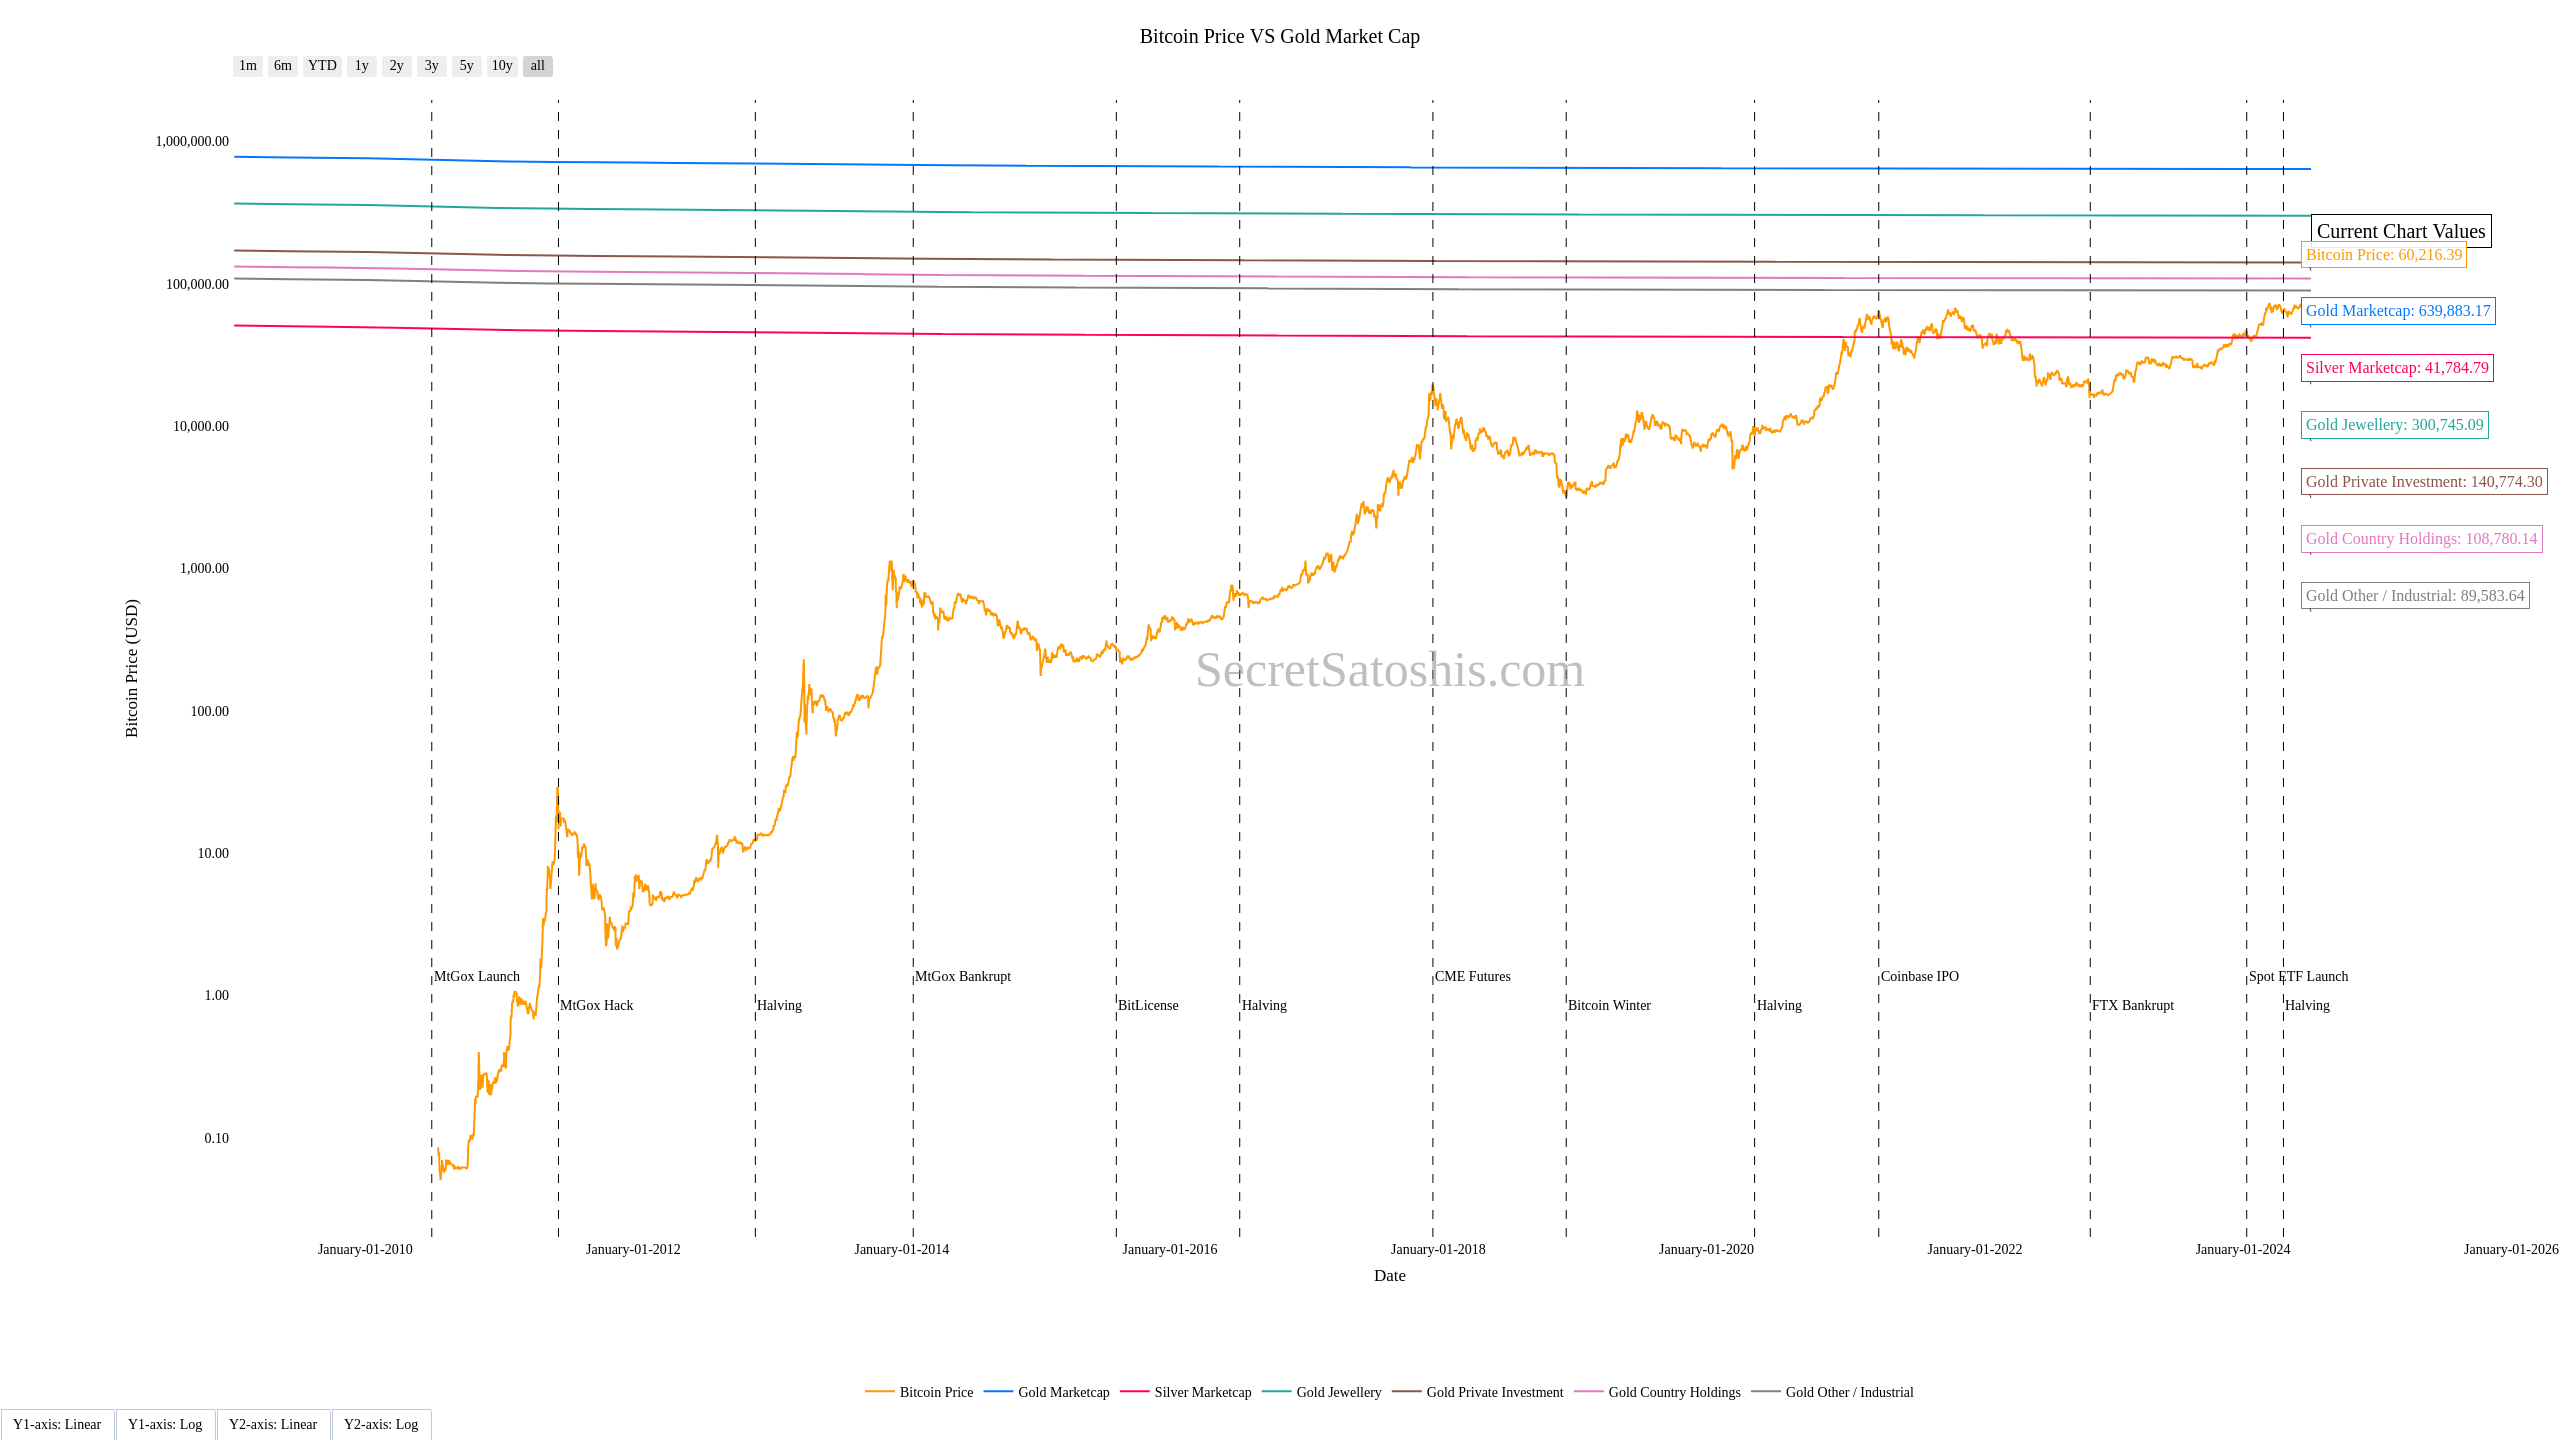 Bitcoin Price VS Gold Market Cap
1m 6m YTD 1y 2y 3y 5y 10y all
1,000,000.00
100,000.00
10,000.00
1,000.00
100.00
10.00
1.00
0.10
Bitcoin Price (USD)
Current Chart Values
Bitcoin Price: 60,216.39
Gold Marketcap: 639,883.17
Silver Marketcap: 41,784.79
Gold Jewellery: 300,745.09
Gold Private Investment: 140,774.30
Gold Country Holdings: 108,780.14
Gold Other / Industrial: 89,583.64
SecretSatoshis.com
MtGox Launch
MtGox Hack
Halving
MtGox Bankrupt
BitLicense
Halving
CME Futures
Bitcoin Winter
Halving
Coinbase IPO
FTX Bankrupt
Spot ETF Launch
Halving
January-01-2010 January-01-2012 January-01-2014 January-01-2016 January-01-2018 January-01-2020 January-01-2022 January-01-2024 January-01-2026
Date
Bitcoin Price Gold Marketcap Silver Marketcap Gold Jewellery Gold Private Investment Gold Country Holdings Gold Other / Industrial
Y1-axis: Linear Y1-axis: Log Y2-axis: Linear Y2-axis: Log